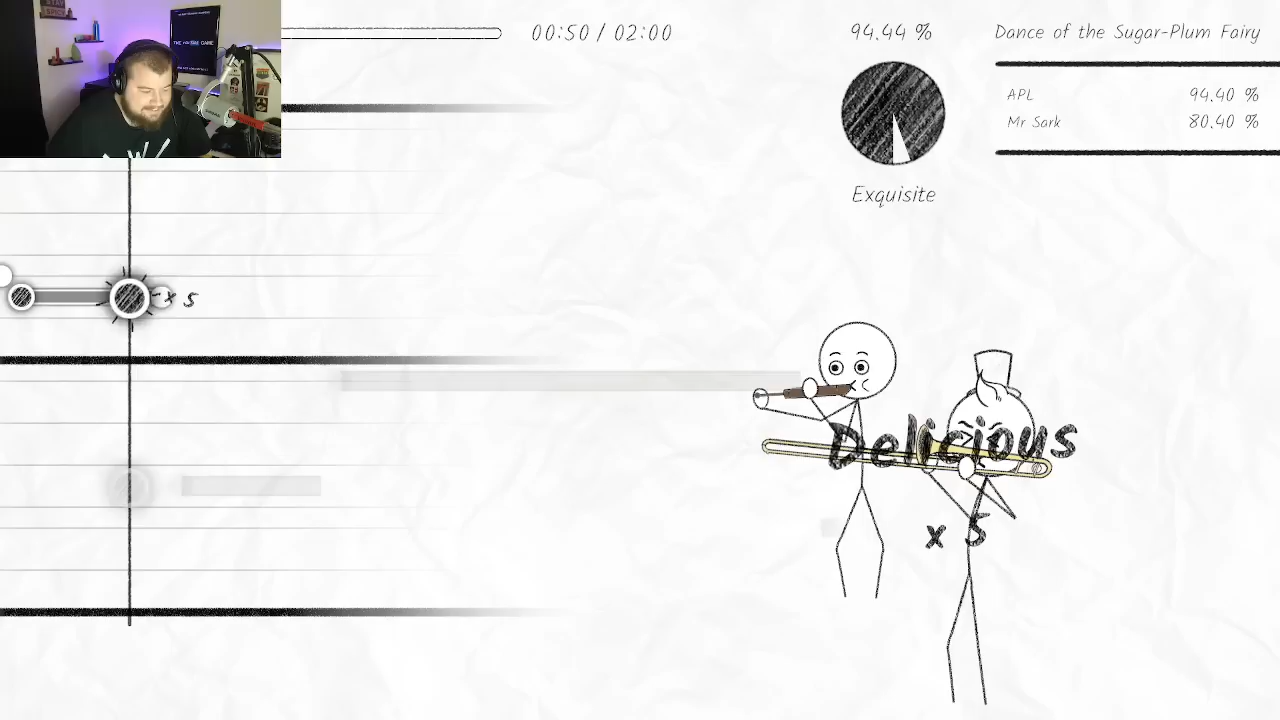 00:50 / 02:00
94.44 %
Dance of the Sugar-Plum Fairy
APL 94.40 %
Mr Sark 80.40 %
Exquisite
x 5
Delicious
x 5